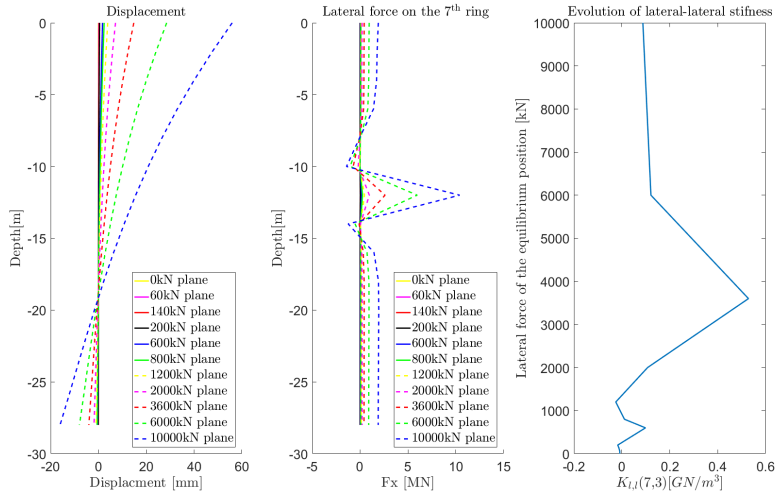 Displacement
Depth[m]
0
-5
-10
-15
-20
-25
-30
-20
0
20
40
60
Displacment [mm]
0kN plane
60kN plane
140kN plane
200kN plane
600kN plane
800kN plane
1200kN plane
2000kN plane
3600kN plane
6000kN plane
10000kN plane
Lateral force on the 7th ring
Depth[m]
0
-5
-10
-15
-20
-25
-30
-5
0
5
10
15
Fx [MN]
0kN plane
60kN plane
140kN plane
200kN plane
600kN plane
800kN plane
1200kN plane
2000kN plane
3600kN plane
6000kN plane
10000kN plane
Evolution of lateral-lateral stifness
Lateral force of the equilibrium position [kN]
10000
9000
8000
7000
6000
5000
4000
3000
2000
1000
0
-0.2
0
0.2
0.4
0.6
K_{l,l}(7,3)[GN/m^3]